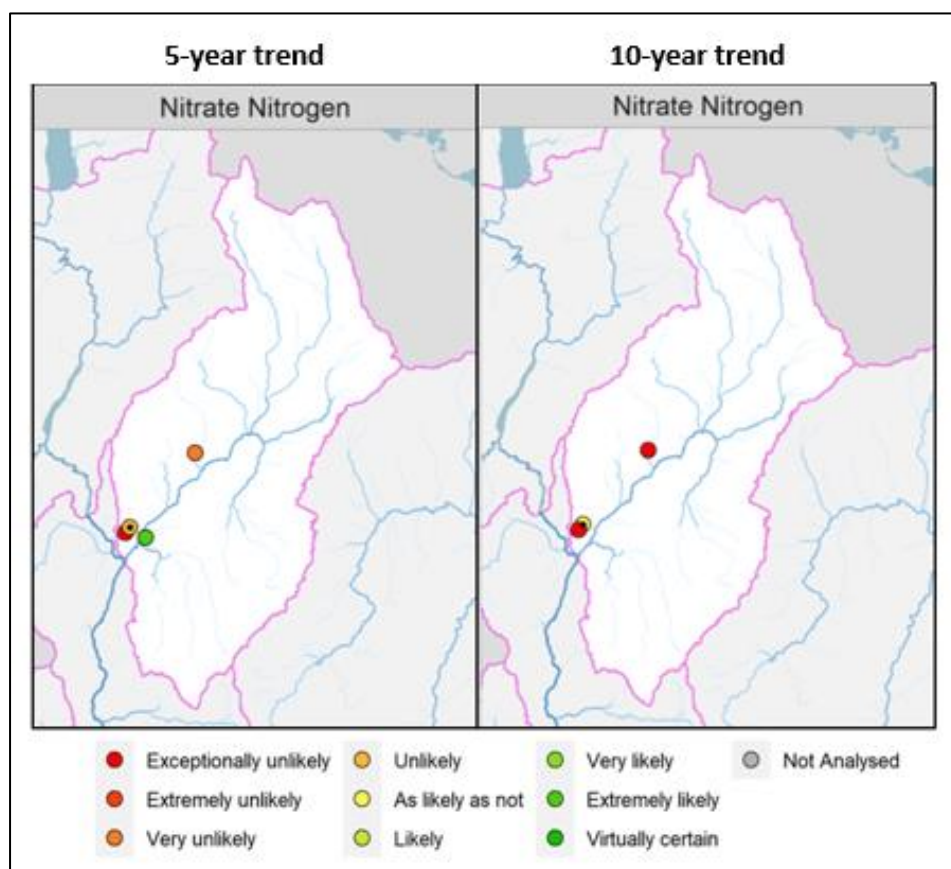 5-year trend
10-year trend
Nitrate Nitrogen
Nitrate Nitrogen
Exceptionally unlikely
Unlikely
Very likely
Not Analysed
Extremely unlikely
As likely as not
Extremely likely
Very unlikely
Likely
Virtually certain